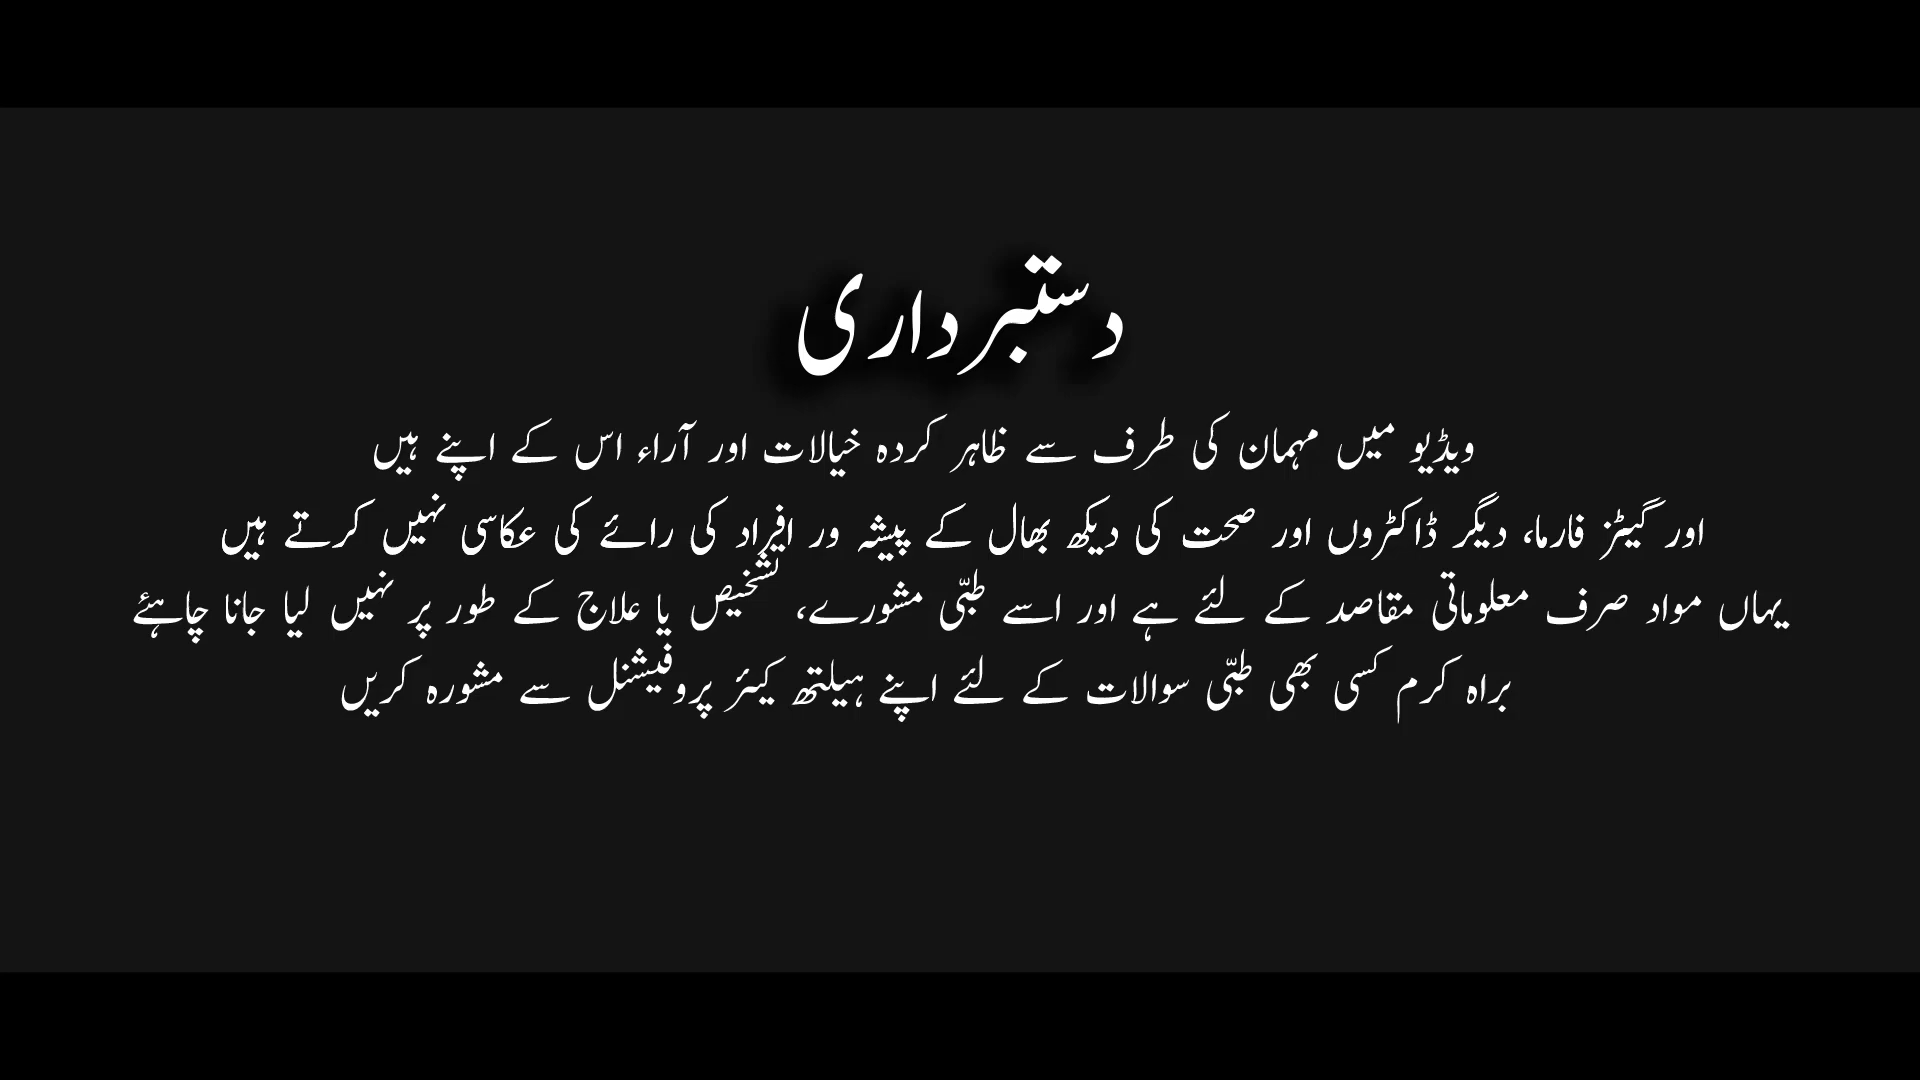 دستبرداری
ویڈیو میں مہمان کی طرف سے ظاہر کردہ خیالات اور آراء اس کے اپنے ہیں
اور گیٹز فارما، دیگر ڈاکٹروں اور صحت کی دیکھ بھال کے پیشہ ور افراد کی رائے کی عکاسی نہیں کرتے ہیں
یہاں مواد صرف معلوماتی مقاصد کے لئے ہے اور اسے طبّی مشورے، تشخیص یا علاج کے طور پر نہیں لیا جانا چاہئے
براہ کرم کسی بھی طبّی سوالات کے لئے اپنے ہیلتھ کیئر پروفیشنل سے مشورہ کریں